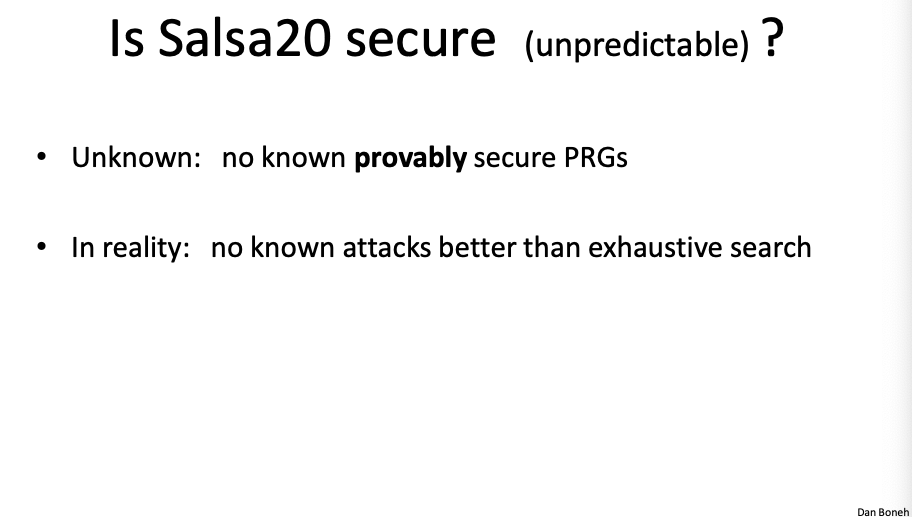 Is Salsa20 secure (unpredictable) ?
• Unknown: no known provably secure PRGs
• In reality: no known attacks better than exhaustive search
Dan Boneh